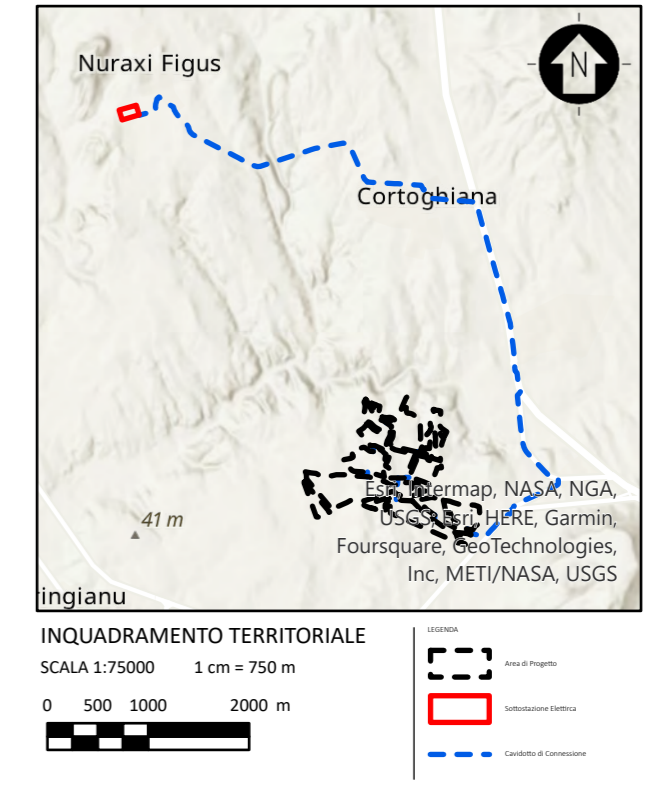 Nuraxi Figus
N
Cortoghiana
41 m
Esri, Intermap, NASA, NGA,
USGS; Esri, HERE, Garmin,
Foursquare, GeoTechnologies,
Inc, METI/NASA, USGS
ringianu
INQUADRAMENTO TERRITORIALE
SCALA 1:75000 1 cm = 750 m
0 500 1000 2000 m
LEGENDA
Area di Progetto
Sottostazione Elettirca
Cavidotto di Connessione